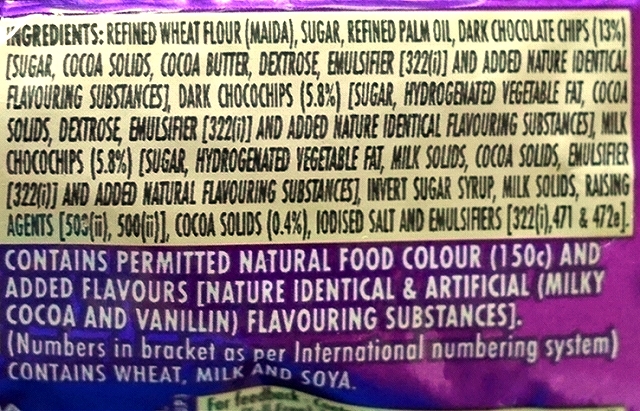 INGREDIENTS: REFINED WHEAT FLOUR (MAIDA), SUGAR, REFINED PALM OIL, DARK CHOCOLATE CHIPS (13%)
[SUGAR, COCOA SOLIDS, COCOA BUTTER, DEXTROSE, EMULSIFIER [322(i)] AND ADDED NATURE IDENTICAL
FLAVOURING SUBSTANCES], DARK CHOCOCHIPS (5.8%) [SUGAR, HYDROGENATED VEGETABLE FAT, COCOA
SOLIDS, DEXTROSE, EMULSIFIER [322(i)] AND ADDED NATURE IDENTICAL FLAVOURING SUBSTANCES], MILK
CHOCOCHIPS (5.8%) [SUGAR, HYDROGENATED VEGETABLE FAT, MILK SOLIDS, COCOA SOLIDS, EMULSIFIER
[322(i)] AND ADDED NATURAL FLAVOURING SUBSTANCES], INVERT SUGAR SYRUP, MILK SOLIDS, RAISING
AGENTS [503(ii), 500(ii)], COCOA SOLIDS (0.4%), IODISED SALT AND EMULSIFIERS [322(i),471 & 472e].
CONTAINS PERMITTED NATURAL FOOD COLOUR (150c) AND
ADDED FLAVOURS [NATURE IDENTICAL & ARTIFICIAL (MILKY
COCOA AND VANILLIN) FLAVOURING SUBSTANCES].
(Numbers in bracket as per International numbering system)
CONTAINS WHEAT, MILK AND SOYA.
For feedback